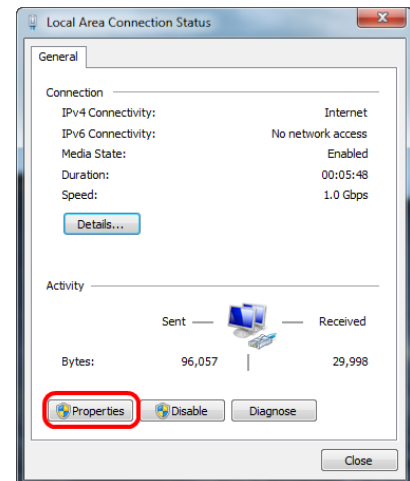 Local Area Connection Status
General
Connection
IPv4 Connectivity: Internet
IPv6 Connectivity: No network access
Media State: Enabled
Duration: 00:05:48
Speed: 1.0 Gbps
Details...
Activity
Sent Received
Bytes: 96,057 29,998
Properties Disable Diagnose
Close